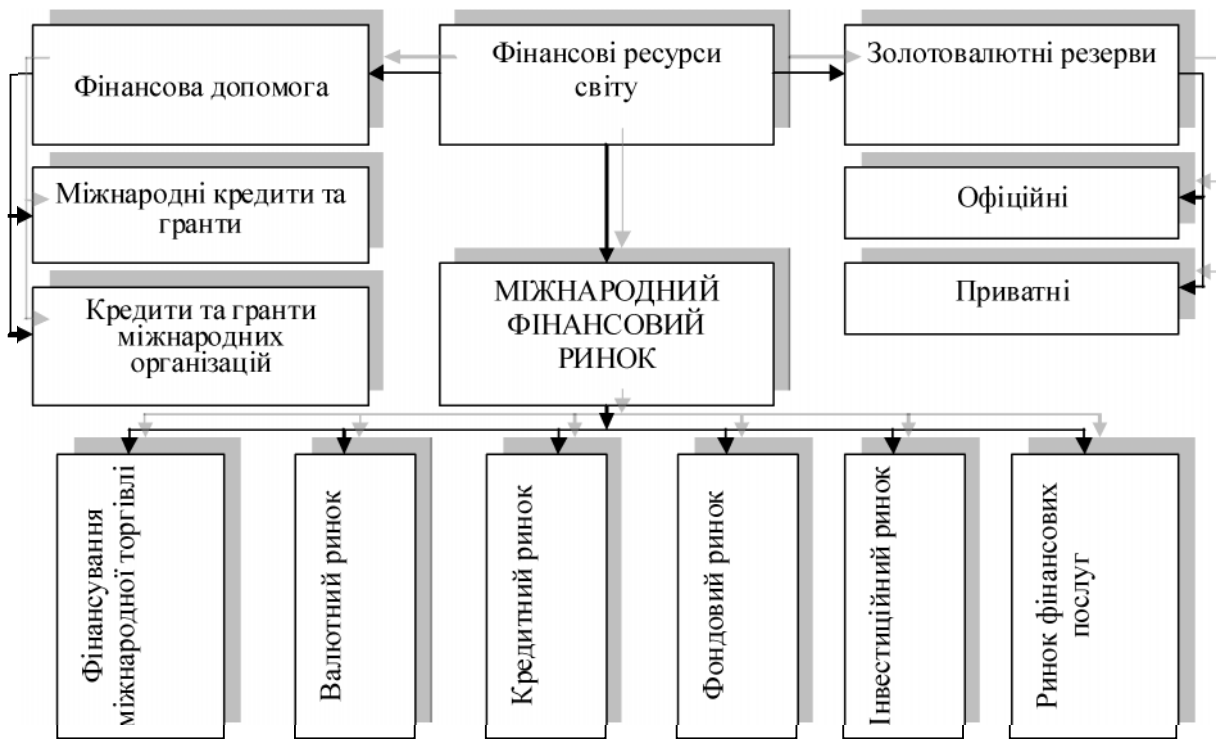 Фінансова допомога
Фінансові ресурси
світу
Золотовалютні резерви
Міжнародні кредити та
гранти
Офіційні
Кредити та гранти
міжнародних
організацій
МІЖНАРОДНИЙ
ФІНАНСОВИЙ
РИНОК
Приватні
Фінансування
міжнародної торгівлі
Валютний ринок
Кредитний ринок
Фондовий ринок
Інвестиційний ринок
Ринок фінансових
послуг